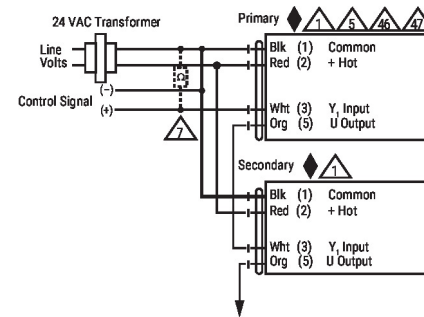 24 VAC Transformer
Primary 1 5 46 47
Line
Volts
Blk (1) Common
Red (2) + Hot
Ω
(–)
Control Signal
(+)
Wht (3) Y1 Input
Org (5) U Output
7
Secondary 1
Blk (1) Common
Red (2) + Hot
Wht (3) Y1 Input
Org (5) U Output